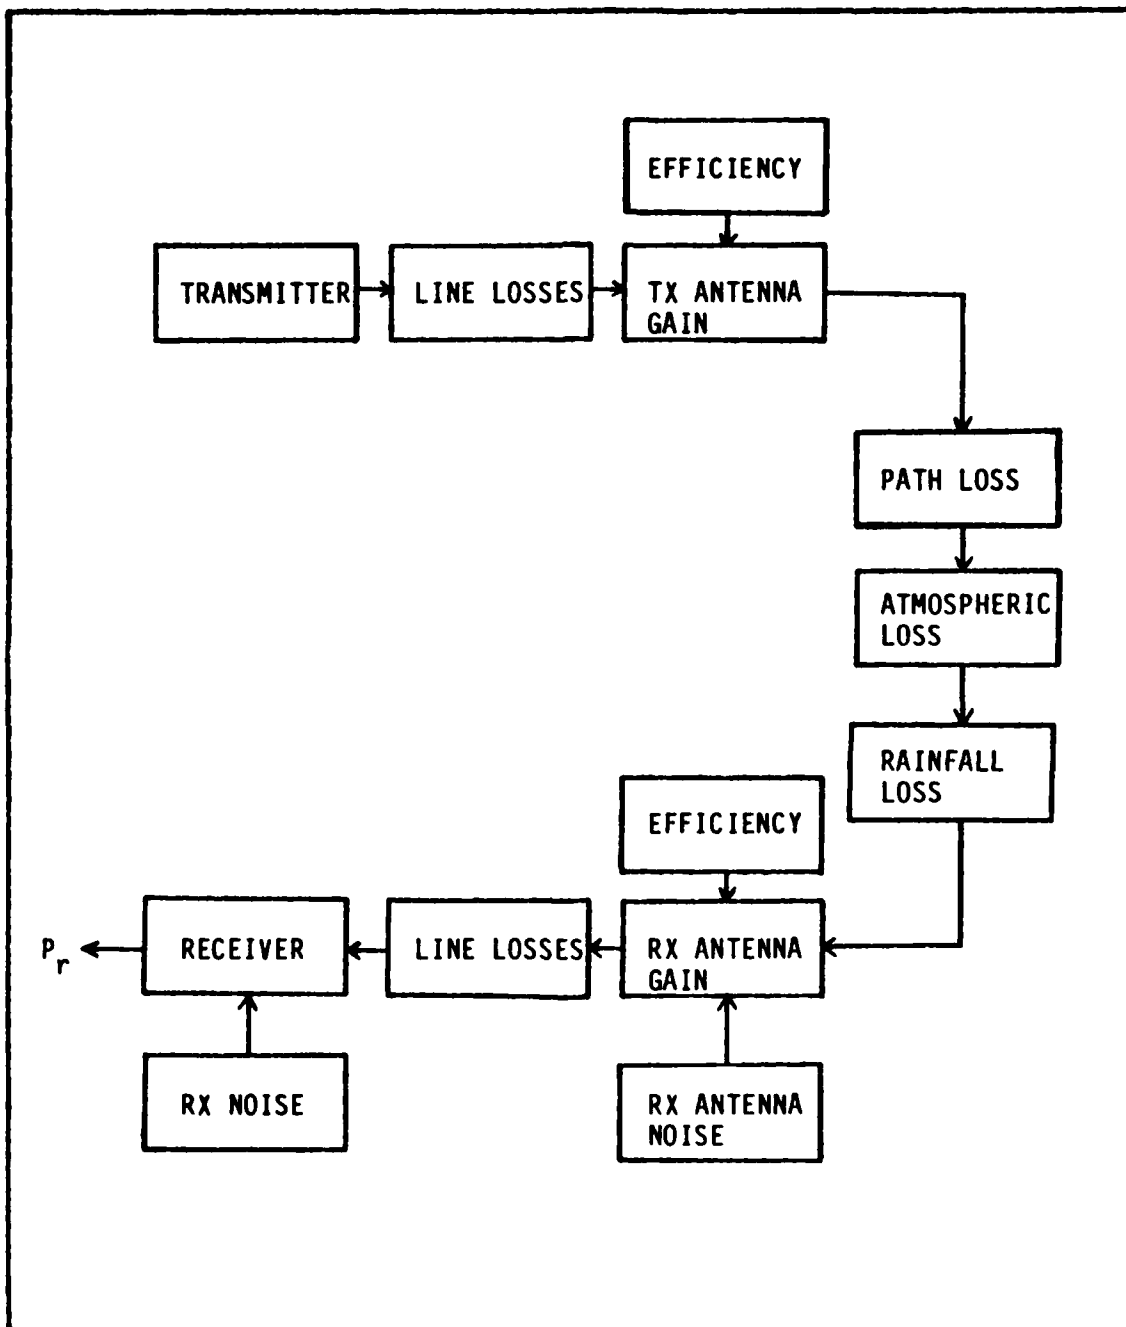 EFFICIENCY
TRANSMITTER
LINE LOSSES
TX ANTENNA
GAIN
PATH LOSS
ATMOSPHERIC
LOSS
RAINFALL
LOSS
EFFICIENCY
P_r
RECEIVER
LINE LOSSES
RX ANTENNA
GAIN
RX NOISE
RX ANTENNA
NOISE